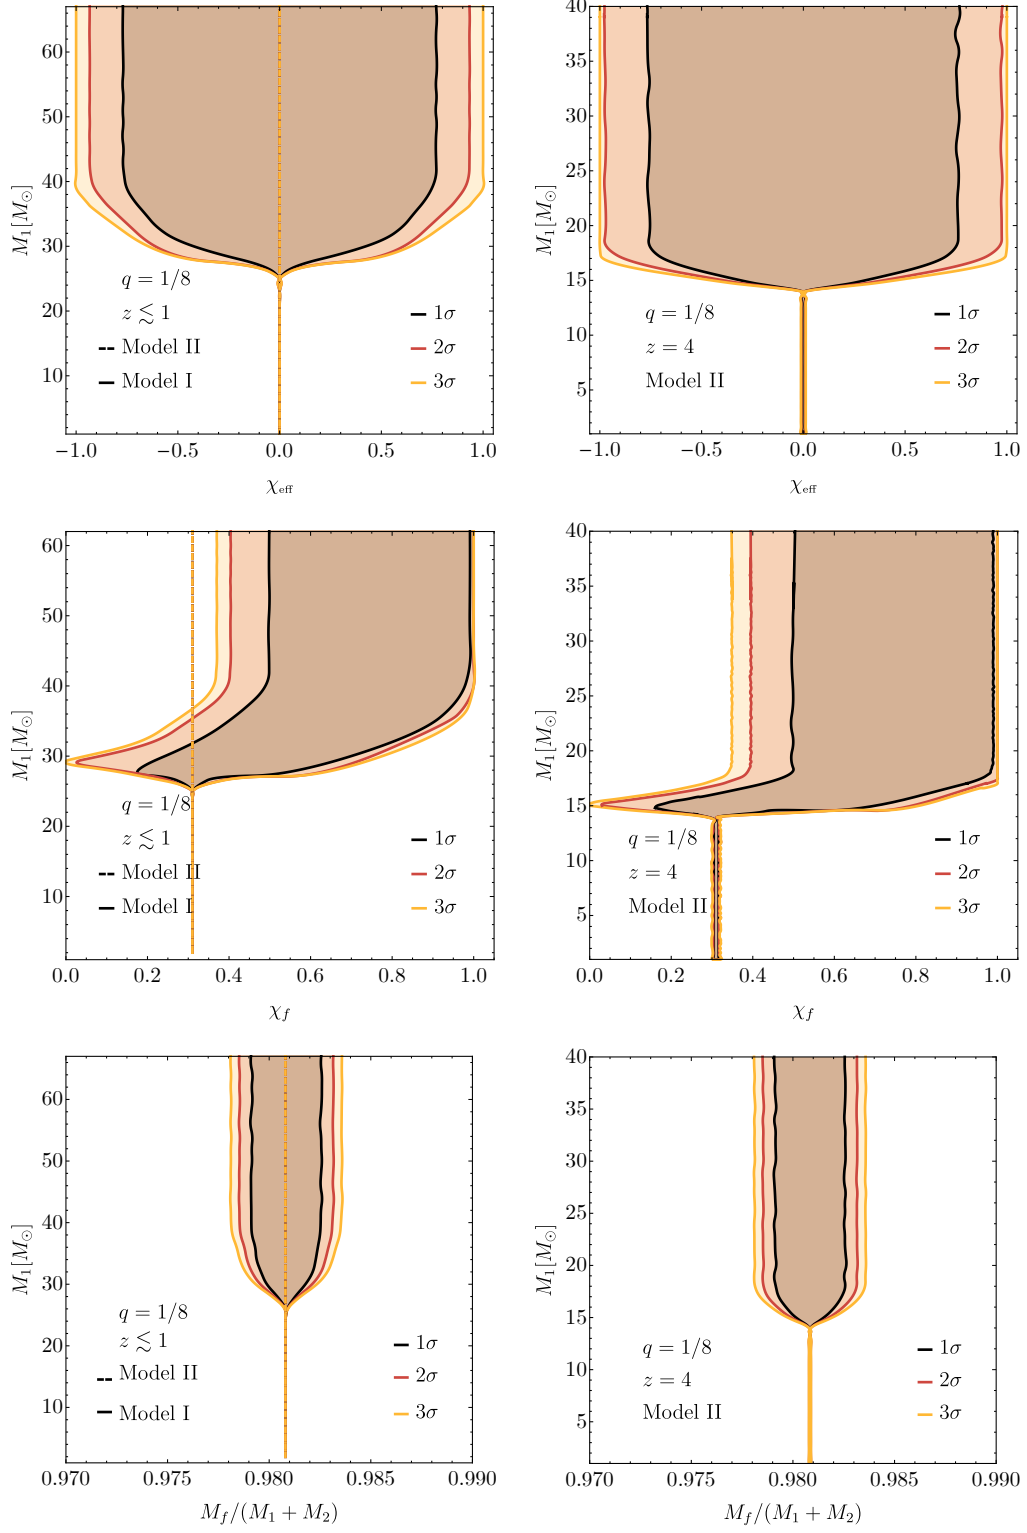 60
50
40
30
20
10
M₁[M☉]
q = 1/8
z ≲ 1
Model II
Model I
1σ
2σ
3σ
−1.0 −0.5 0.0 0.5 1.0
χeff
40
35
30
25
20
15
10
5
M₁[M☉]
q = 1/8
z = 4
Model II
1σ
2σ
3σ
−1.0 −0.5 0.0 0.5 1.0
χeff
60
50
40
30
20
10
M₁[M☉]
q = 1/8
z ≲ 1
Model II
Model I
1σ
2σ
3σ
0.0 0.2 0.4 0.6 0.8 1.0
χf
40
35
30
25
20
15
10
5
M₁[M☉]
q = 1/8
z = 4
Model II
1σ
2σ
3σ
0.0 0.2 0.4 0.6 0.8 1.0
χf
60
50
40
30
20
10
M₁[M☉]
q = 1/8
z ≲ 1
Model II
Model I
1σ
2σ
3σ
0.970 0.975 0.980 0.985 0.990
Mf/(M₁ + M₂)
40
35
30
25
20
15
10
5
M₁[M☉]
q = 1/8
z = 4
Model II
1σ
2σ
3σ
0.970 0.975 0.980 0.985 0.990
Mf/(M₁ + M₂)